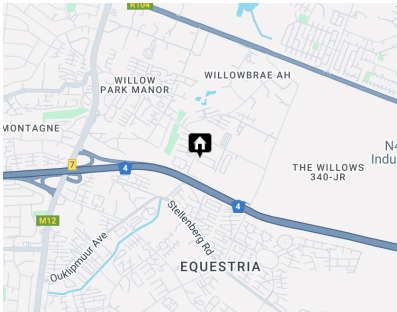 R104
WILLOW
PARK MANOR
WILLOWBRAE AH
MONTAGNE
N4
Indu
THE WILLOWS
340-JR
7
4
4
M12
Stellenberg Rd
Ouklipmuur Ave
EQUESTRIA